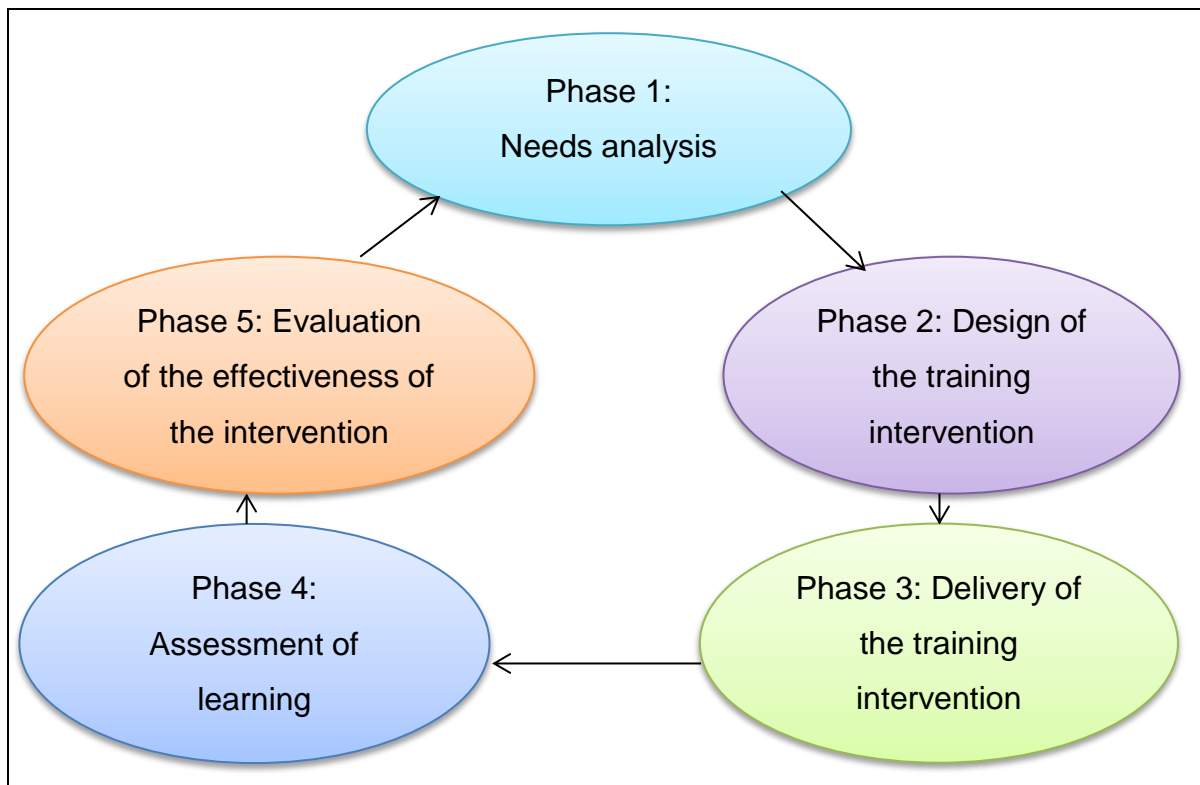 Phase 1:
Needs analysis
Phase 2: Design of
the training
intervention
Phase 3: Delivery of
the training
intervention
Phase 4:
Assessment of
learning
Phase 5: Evaluation
of the effectiveness of
the intervention